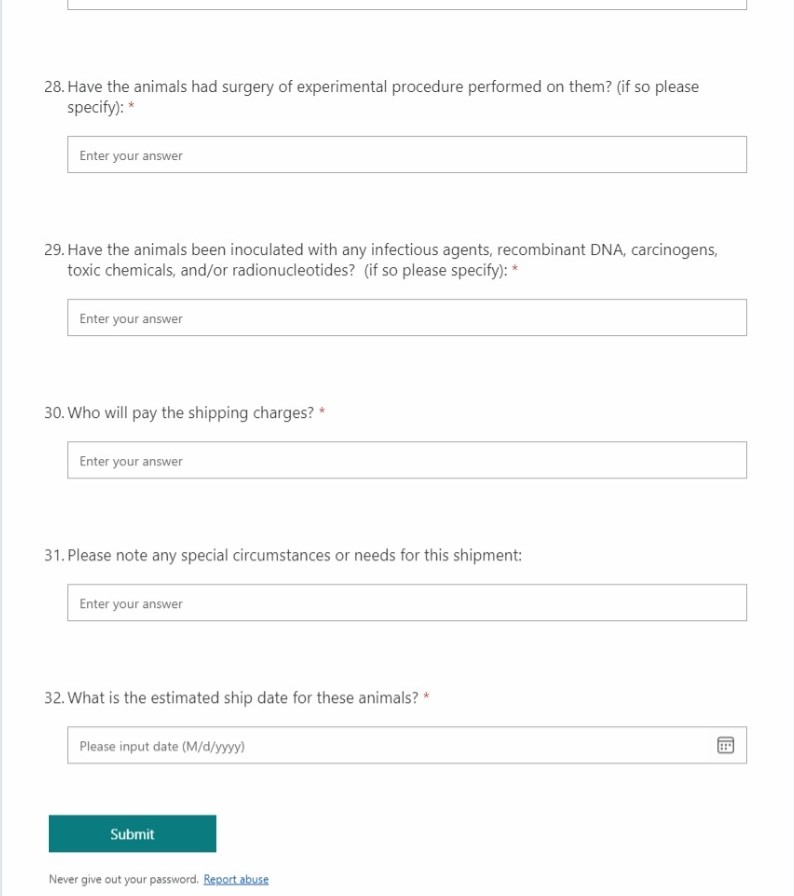 28. Have the animals had surgery of experimental procedure performed on them? (if so please
specify): *
Enter your answer
29. Have the animals been inoculated with any infectious agents, recombinant DNA, carcinogens,
toxic chemicals, and/or radionucleotides?  (if so please specify): *
Enter your answer
30. Who will pay the shipping charges? *
Enter your answer
31. Please note any special circumstances or needs for this shipment:
Enter your answer
32. What is the estimated ship date for these animals? *
Please input date (M/d/yyyy)
Submit
Never give out your password. Report abuse